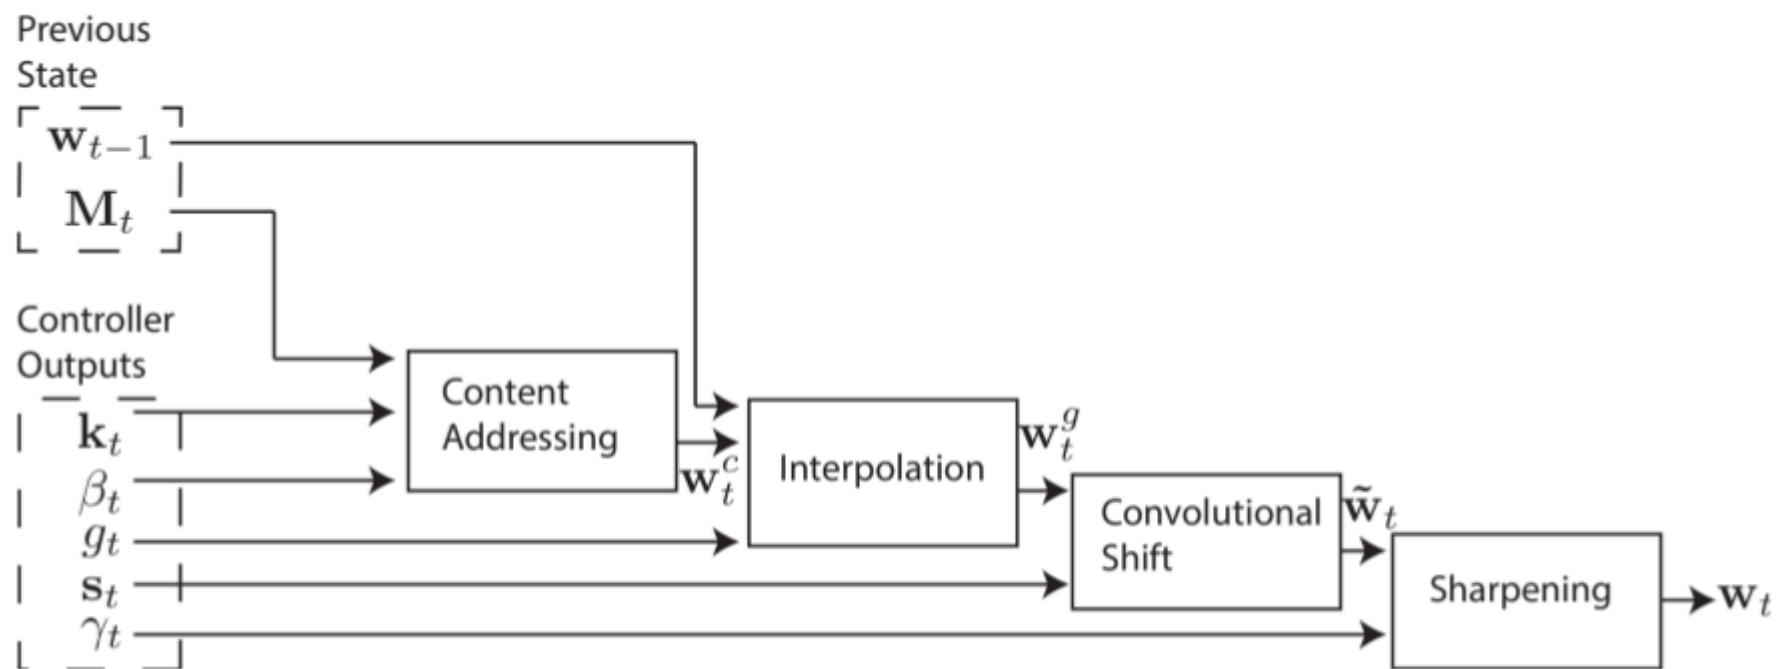 Previous
State
w_{t−1}
M_t
Controller
Outputs
k_t
β_t
g_t
s_t
γ_t
Content
Addressing
w_t^c
Interpolation
w_t^g
Convolutional
Shift
w̃_t
Sharpening
w_t